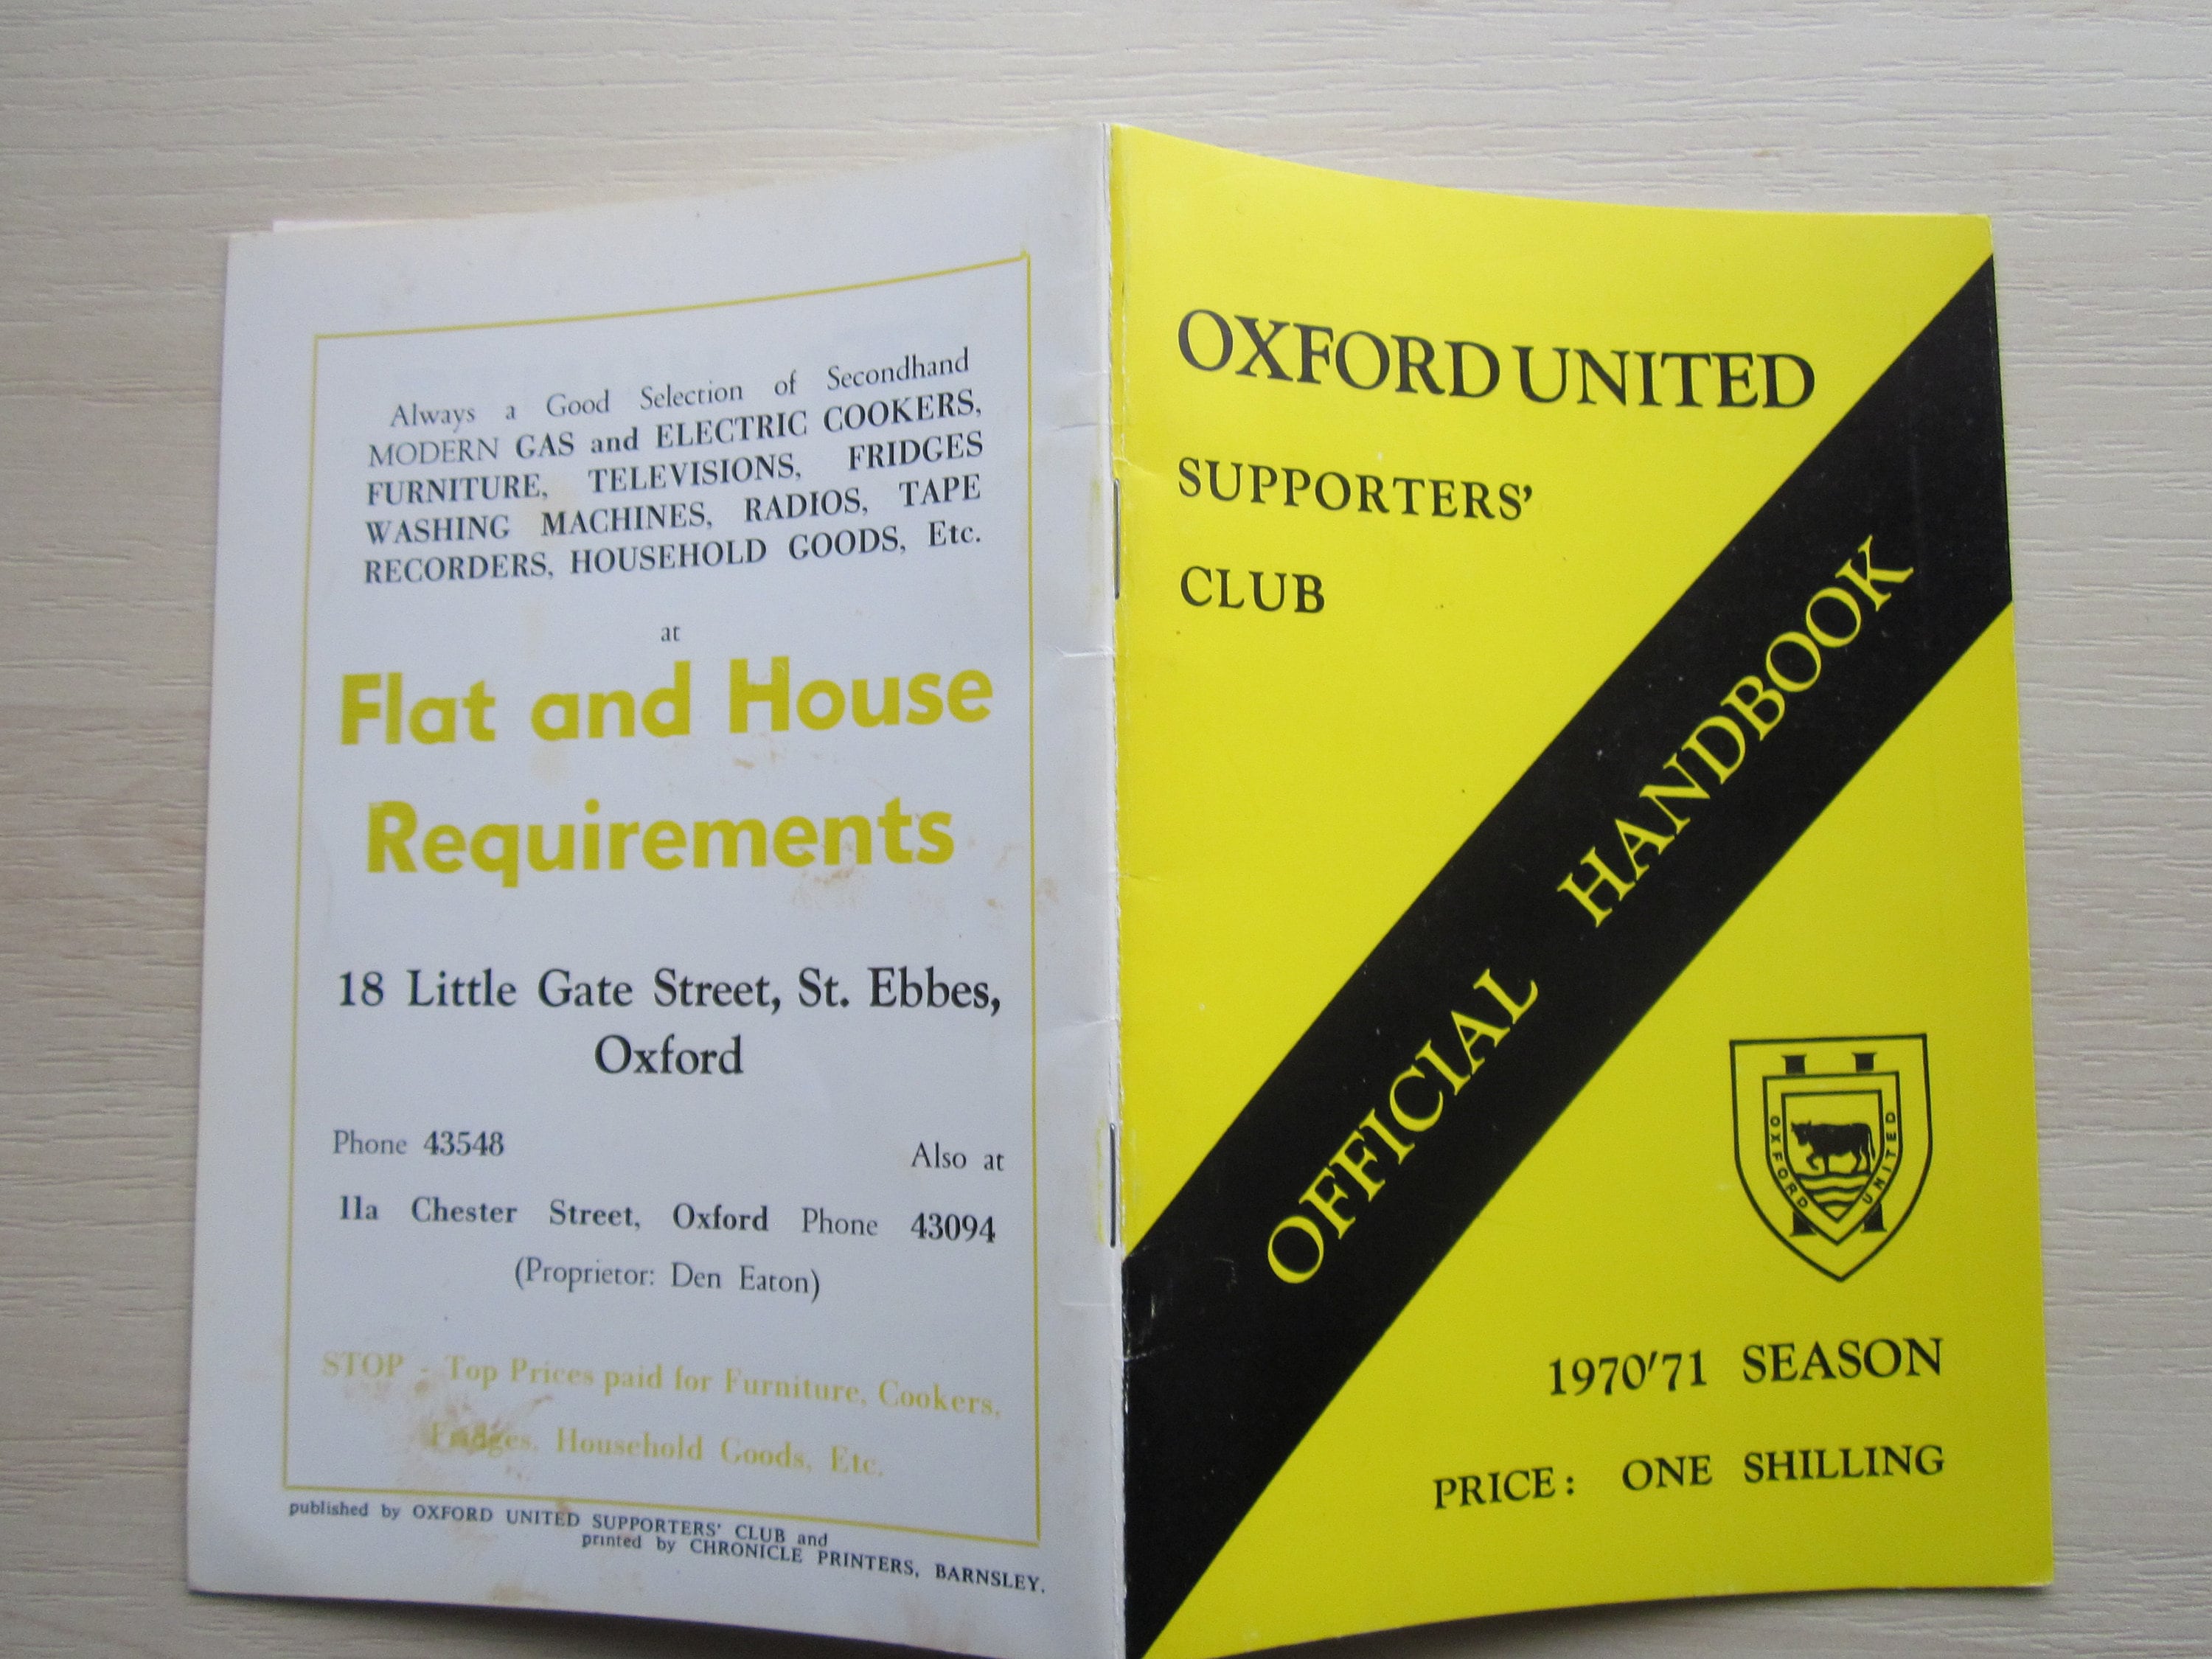 Always a Good Selection of Secondhand
MODERN GAS and ELECTRIC COOKERS,
FURNITURE, TELEVISIONS, FRIDGES
WASHING MACHINES, RADIOS, TAPE
RECORDERS, HOUSEHOLD GOODS, Etc.
at
Flat and House
Requirements
18 Little Gate Street, St. Ebbes,
Oxford
Phone 43548 Also at
11a Chester Street, Oxford Phone 43094
(Proprietor: Den Eaton)
STOP - Top Prices paid for Furniture, Cookers,
Fridges, Household Goods, Etc.
published by OXFORD UNITED SUPPORTERS' CLUB and
printed by CHRONICLE PRINTERS, BARNSLEY.
OXFORD UNITED
SUPPORTERS'
CLUB
OFFICIAL HANDBOOK
OXFORD UNITED
1970'71 SEASON
PRICE: ONE SHILLING